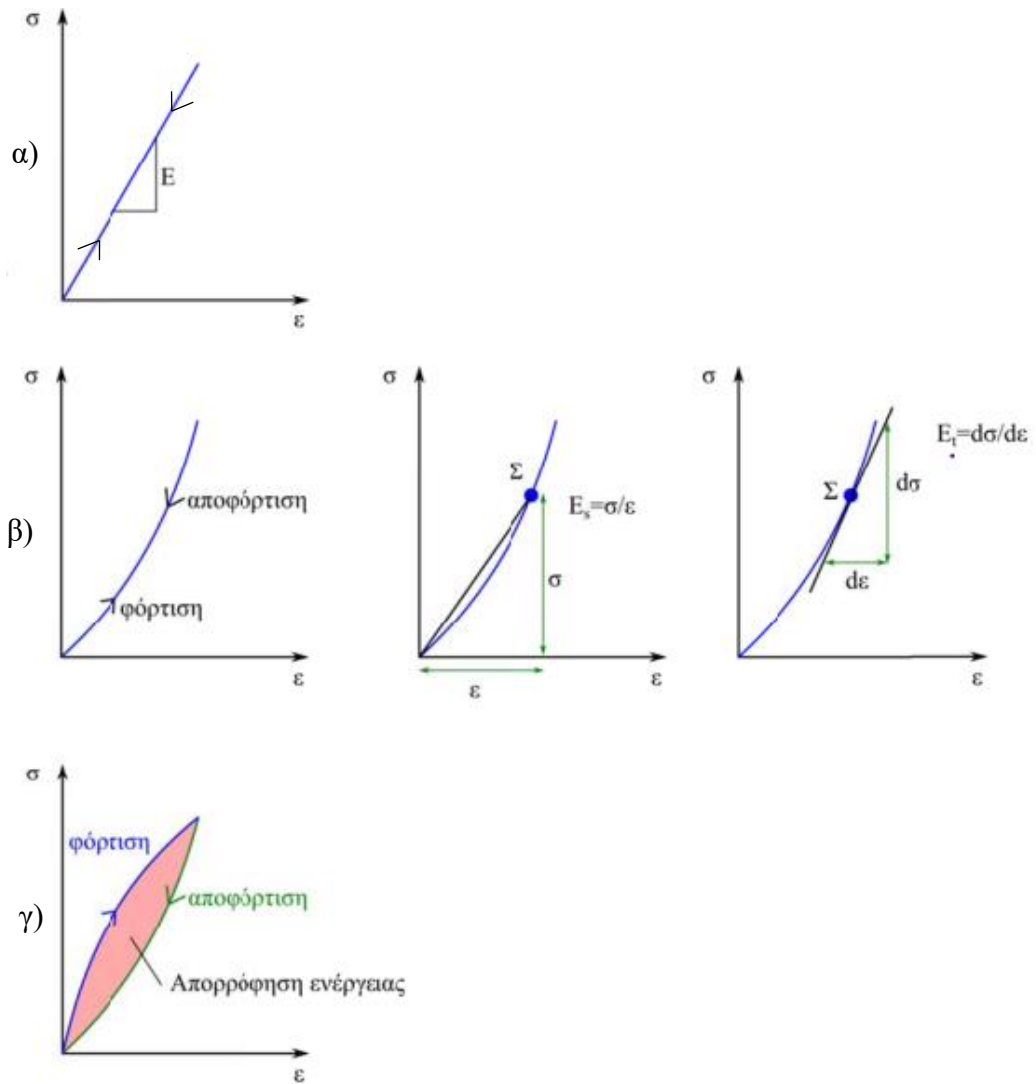 σ
α)
E
ε
σ
αποφόρτιση
β)
φόρτιση
ε
σ
Σ
E_s=σ/ε
σ
ε
ε
σ
E_t=dσ/dε
Σ
dσ
dε
ε
σ
φόρτιση
αποφόρτιση
γ)
Απορρόφηση ενέργειας
ε